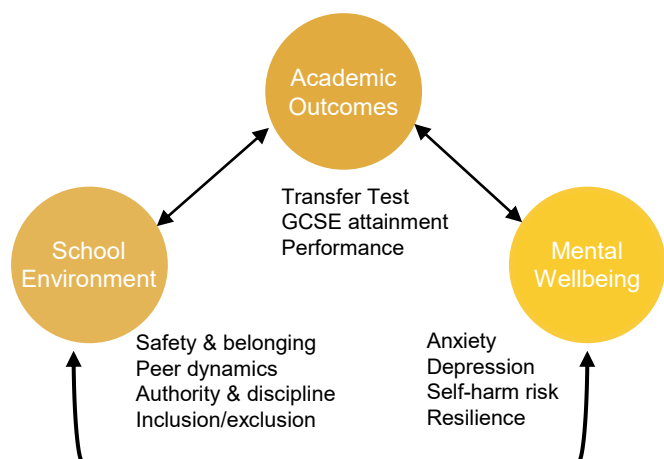 Academic
Outcomes
Transfer Test
GCSE attainment
Performance
School
Environment
Mental
Wellbeing
Safety & belonging
Peer dynamics
Authority & discipline
Inclusion/exclusion
Anxiety
Depression
Self-harm risk
Resilience